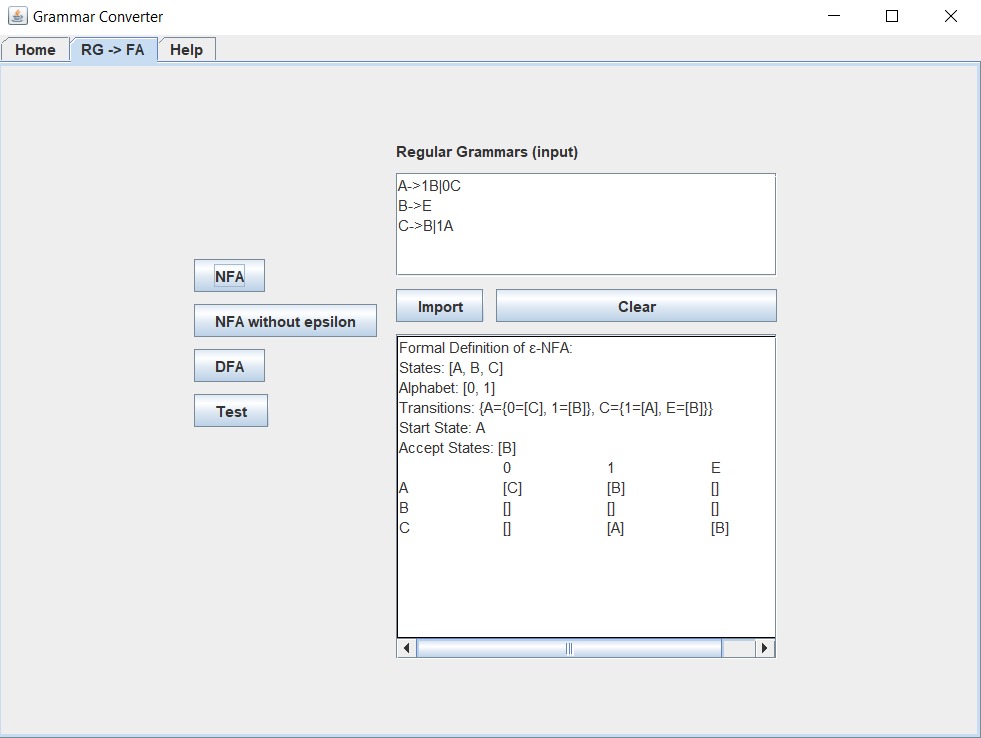 Grammar Converter
Home RG -> FA Help
Regular Grammars (input)
A->1B|0C
B->E
C->B|1A
NFA
Import Clear
NFA without epsilon
DFA
Test
Formal Definition of ε-NFA:
States: [A, B, C]
Alphabet: [0, 1]
Transitions: {A={0=[C], 1=[B]}, C={1=[A], E=[B]}}
Start State: A
Accept States: [B]
0 1 E
A [C] [B] []
B [] [] []
C [] [A] [B]